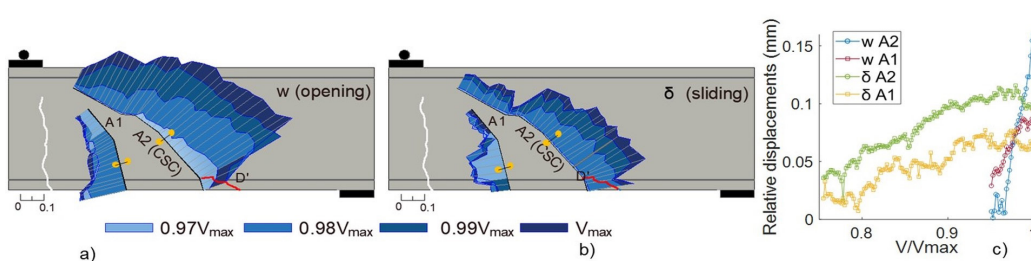 w (opening)
A1
A2 (CSC)
D'
0 0.1
a)
δ (sliding)
A1
A2 (CSC)
D'
0 0.1
b)
0.97Vmax 0.98Vmax 0.99Vmax Vmax
Relative displacements (mm)
0.15
0.1
0.05
0
w A2
w A1
δ A2
δ A1
0.8 0.9
V/Vmax
c)